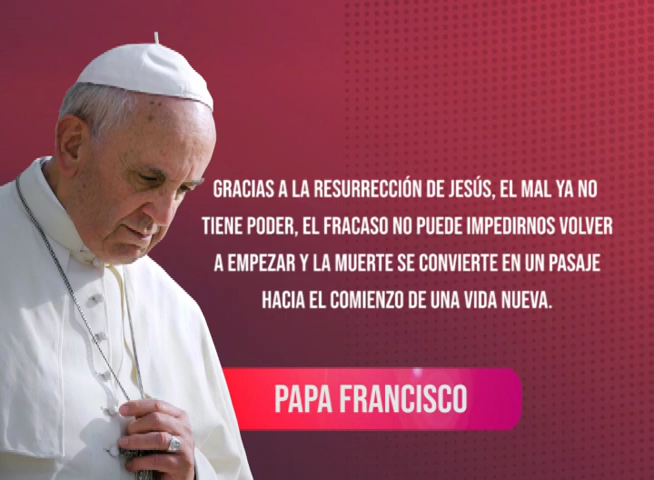 GRACIAS A LA RESURRECCIÓN DE JESÚS, EL MAL YA NO
TIENE PODER, EL FRACASO NO PUEDE IMPEDIRNOS VOLVER
A EMPEZAR Y LA MUERTE SE CONVIERTE EN UN PASAJE
HACIA EL COMIENZO DE UNA VIDA NUEVA.
PAPA FRANCISCO